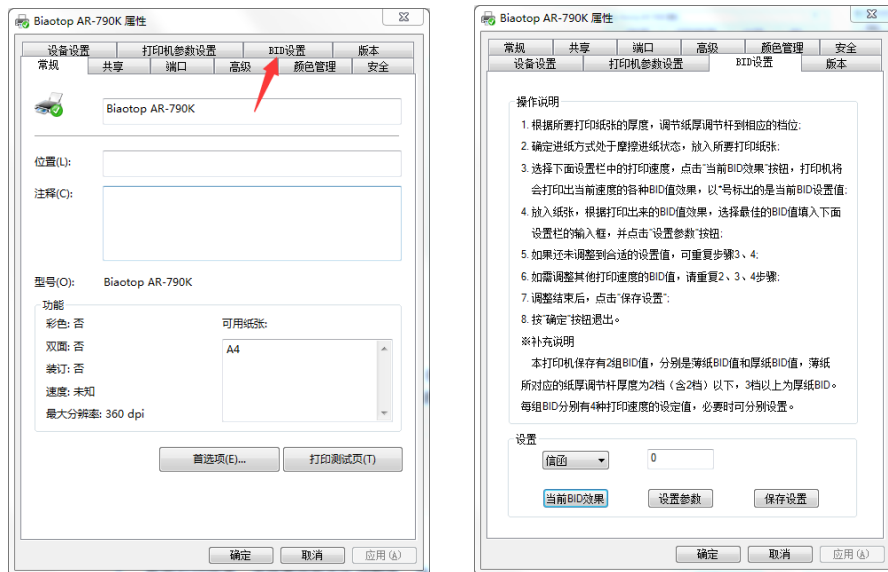 Biaotop AR-790K 属性
设备设置 打印机参数设置 BID设置 版本
常规 共享 端口 高级 颜色管理 安全
Biaotop AR-790K
位置(L):
注释(C):
型号(O): Biaotop AR-790K
功能
彩色: 否 可用纸张:
双面: 否 A4
装订: 否
速度: 未知
最大分辨率: 360 dpi
首选项(E)... 打印测试页(T)
确定 取消 应用(A)
Biaotop AR-790K 属性
常规 共享 端口 高级 颜色管理 安全
设备设置 打印机参数设置 BID设置 版本
操作说明
1. 根据所要打印纸张的厚度，调节纸厚调节杆到相应的档位;
2. 确定进纸方式处于摩擦进纸状态，放入所要打印纸张;
3. 选择下面设置栏中的打印速度，点击"当前BID效果"按钮，打印机将
会打印出当前速度的各种BID值效果，以*号标出的是当前BID设置值;
4. 放入纸张，根据打印出来的BID值效果，选择最佳的BID值填入下面
设置栏的输入框，并点击"设置参数"按钮;
5. 如果还未调整到合适的设置值，可重复步骤3、4;
6. 如需调整其他打印速度的BID值，请重复2、3、4步骤;
7. 调整结束后，点击"保存设置";
8. 按"确定"按钮退出。
※补充说明
本打印机保存有2组BID值，分别是薄纸BID值和厚纸BID值，薄纸
所对应的纸厚调节杆厚度为2档（含2档）以下，3档以上为厚纸BID。
每组BID分别有4种打印速度的设定值，必要时可分别设置。
设置
信函 0
当前BID效果 设置参数 保存设置
确定 取消 应用(A)